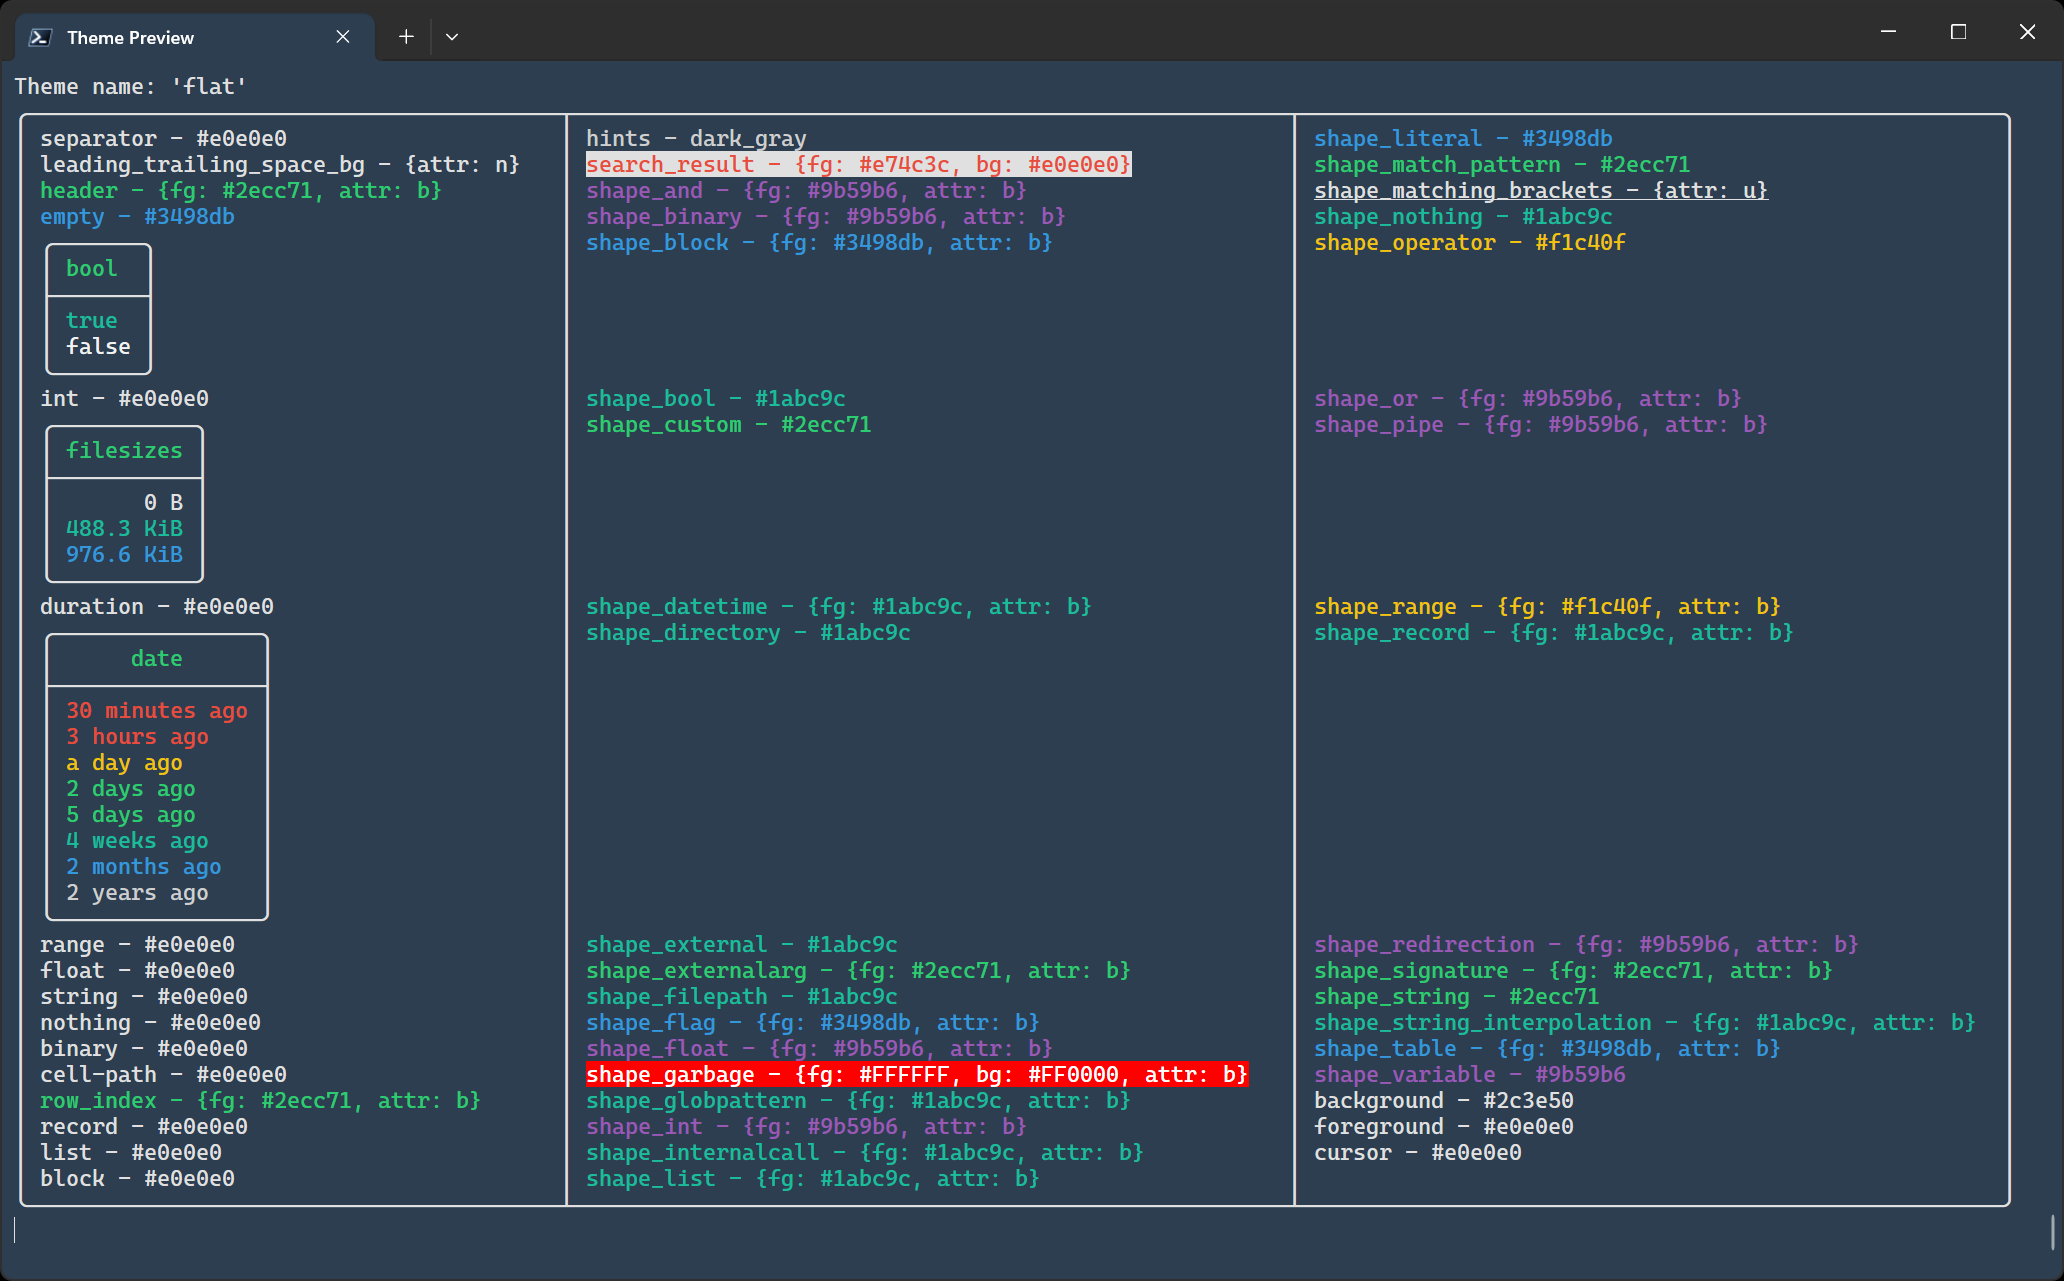 Theme Preview
Theme name: 'flat'
separator - #e0e0e0
leading_trailing_space_bg - {attr: n}
header - {fg: #2ecc71, attr: b}
empty - #3498db
bool
true
false
int - #e0e0e0
filesizes
0 B
488.3 KiB
976.6 KiB
duration - #e0e0e0
date
30 minutes ago
3 hours ago
a day ago
2 days ago
5 days ago
4 weeks ago
2 months ago
2 years ago
range - #e0e0e0
float - #e0e0e0
string - #e0e0e0
nothing - #e0e0e0
binary - #e0e0e0
cell-path - #e0e0e0
row_index - {fg: #2ecc71, attr: b}
record - #e0e0e0
list - #e0e0e0
block - #e0e0e0
hints - dark_gray
search_result - {fg: #e74c3c, bg: #e0e0e0}
shape_and - {fg: #9b59b6, attr: b}
shape_binary - {fg: #9b59b6, attr: b}
shape_block - {fg: #3498db, attr: b}
shape_bool - #1abc9c
shape_custom - #2ecc71
shape_datetime - {fg: #1abc9c, attr: b}
shape_directory - #1abc9c
shape_external - #1abc9c
shape_externalarg - {fg: #2ecc71, attr: b}
shape_filepath - #1abc9c
shape_flag - {fg: #3498db, attr: b}
shape_float - {fg: #9b59b6, attr: b}
shape_garbage - {fg: #FFFFFF, bg: #FF0000, attr: b}
shape_globpattern - {fg: #1abc9c, attr: b}
shape_int - {fg: #9b59b6, attr: b}
shape_internalcall - {fg: #1abc9c, attr: b}
shape_list - {fg: #1abc9c, attr: b}
shape_literal - #3498db
shape_match_pattern - #2ecc71
shape_matching_brackets - {attr: u}
shape_nothing - #1abc9c
shape_operator - #f1c40f
shape_or - {fg: #9b59b6, attr: b}
shape_pipe - {fg: #9b59b6, attr: b}
shape_range - {fg: #f1c40f, attr: b}
shape_record - {fg: #1abc9c, attr: b}
shape_redirection - {fg: #9b59b6, attr: b}
shape_signature - {fg: #2ecc71, attr: b}
shape_string - #2ecc71
shape_string_interpolation - {fg: #1abc9c, attr: b}
shape_table - {fg: #3498db, attr: b}
shape_variable - #9b59b6
background - #2c3e50
foreground - #e0e0e0
cursor - #e0e0e0